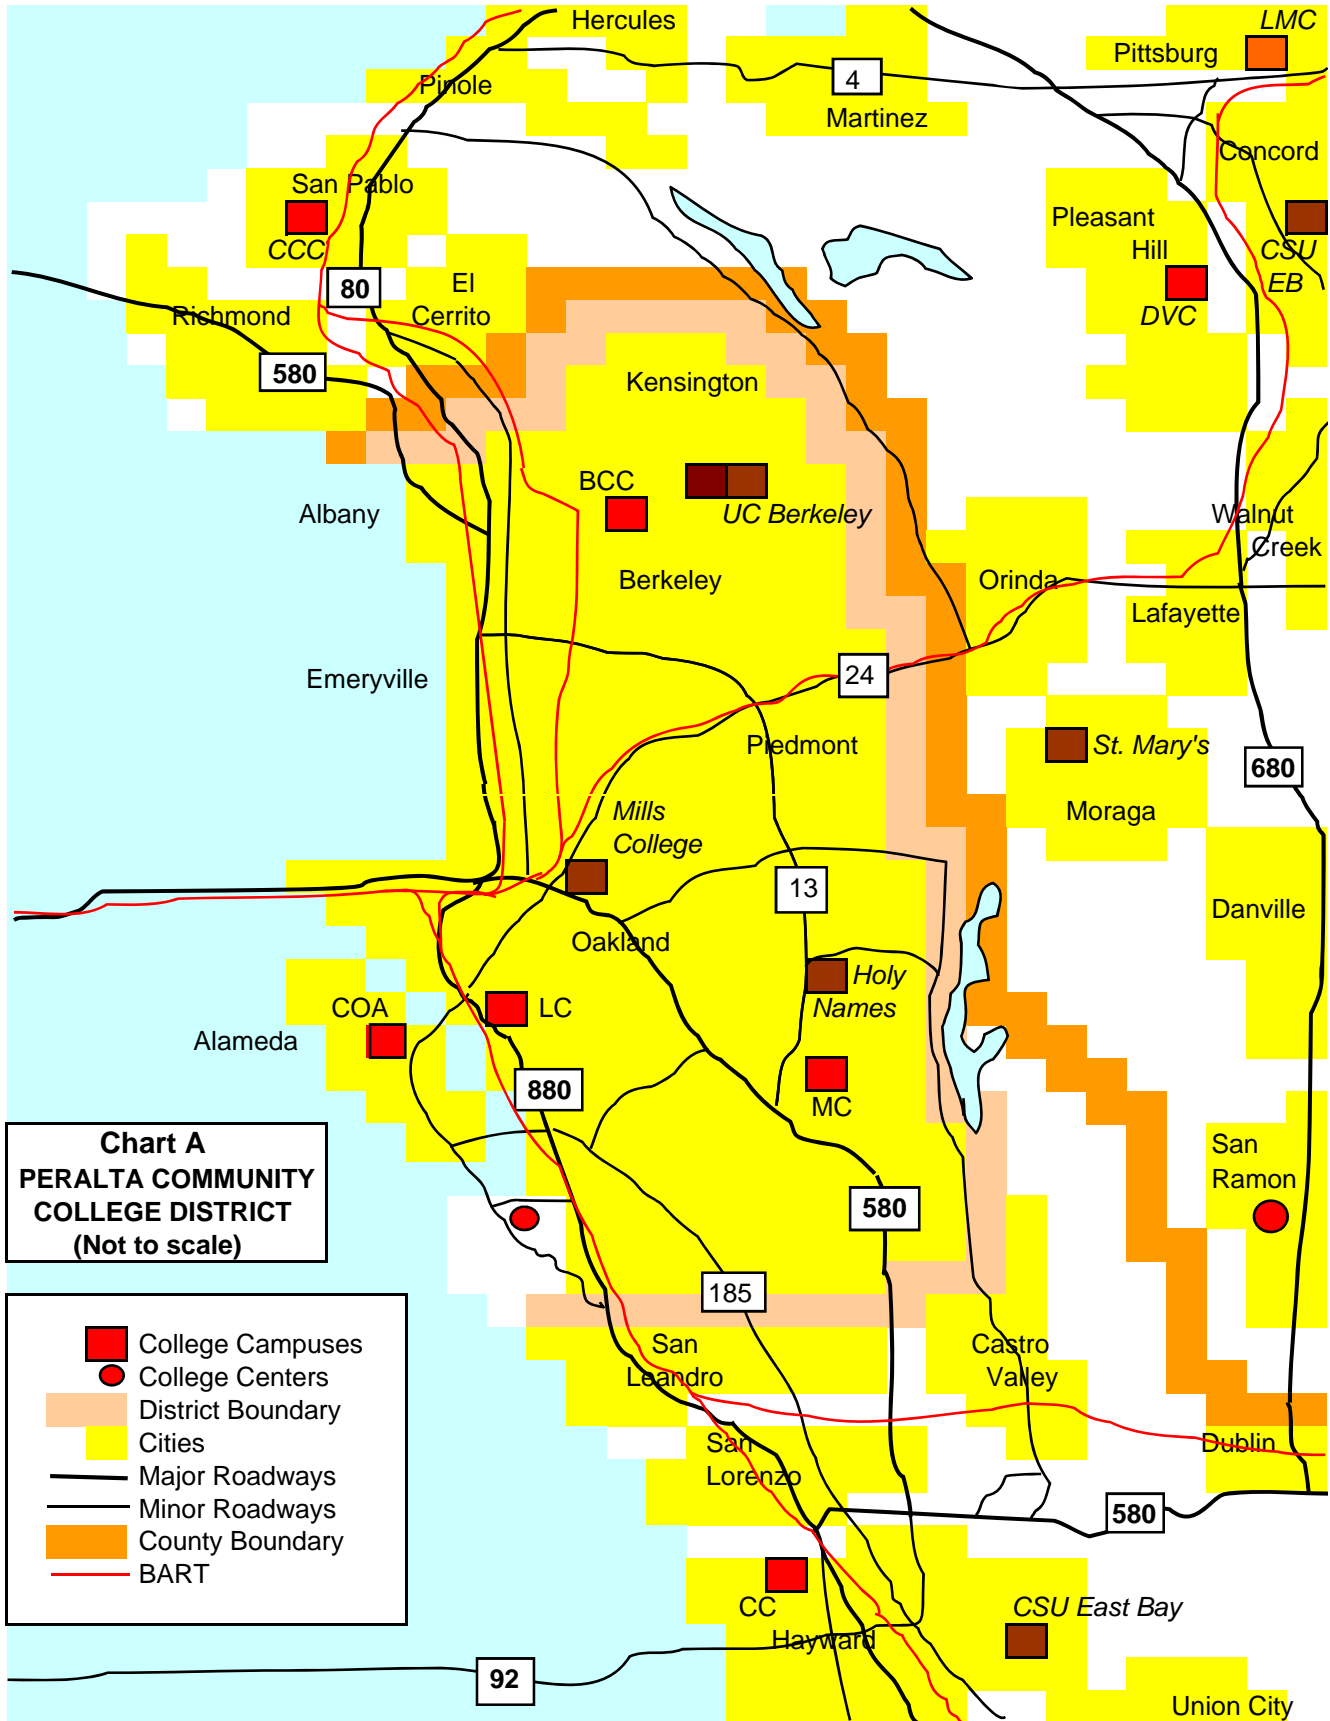 Hercules
LMC
Pittsburg
Pinole
4
Martinez
Concord
San Pablo
CCC
Pleasant
Hill
CSU
EB
DVC
80
El
Cerrito
Richmond
580
Kensington
BCC
UC Berkeley
Albany
Walnut
Creek
Berkeley
Orinda
Lafayette
Emeryville
24
Piedmont
St. Mary's
680
Moraga
Mills
College
13
Danville
Oakland
Holy
Names
COA
LC
Alameda
880
MC
Chart A
PERALTA COMMUNITY
COLLEGE DISTRICT
(Not to scale)
San
Ramon
580
185
College Campuses
College Centers
District Boundary
Cities
Major Roadways
Minor Roadways
County Boundary
BART
San
Leandro
Castro
Valley
San
Lorenzo
Dublin
580
CC
Hayward
CSU East Bay
92
Union City